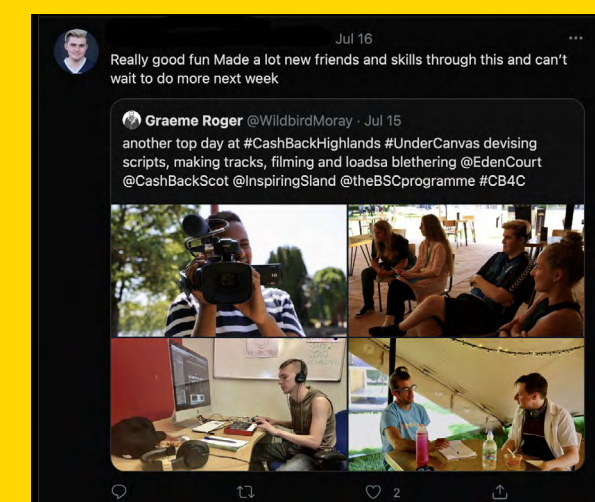 Jul 16
Really good fun Made a lot new friends and skills through this and can't
wait to do more next week
Graeme Roger @WildbirdMoray · Jul 15
another top day at #CashBackHighlands #UnderCanvas devising
scripts, making tracks, filming and loadsa blethering @EdenCourt
@CashBackScot @InspiringSland @theBSCprogramme #CB4C
2